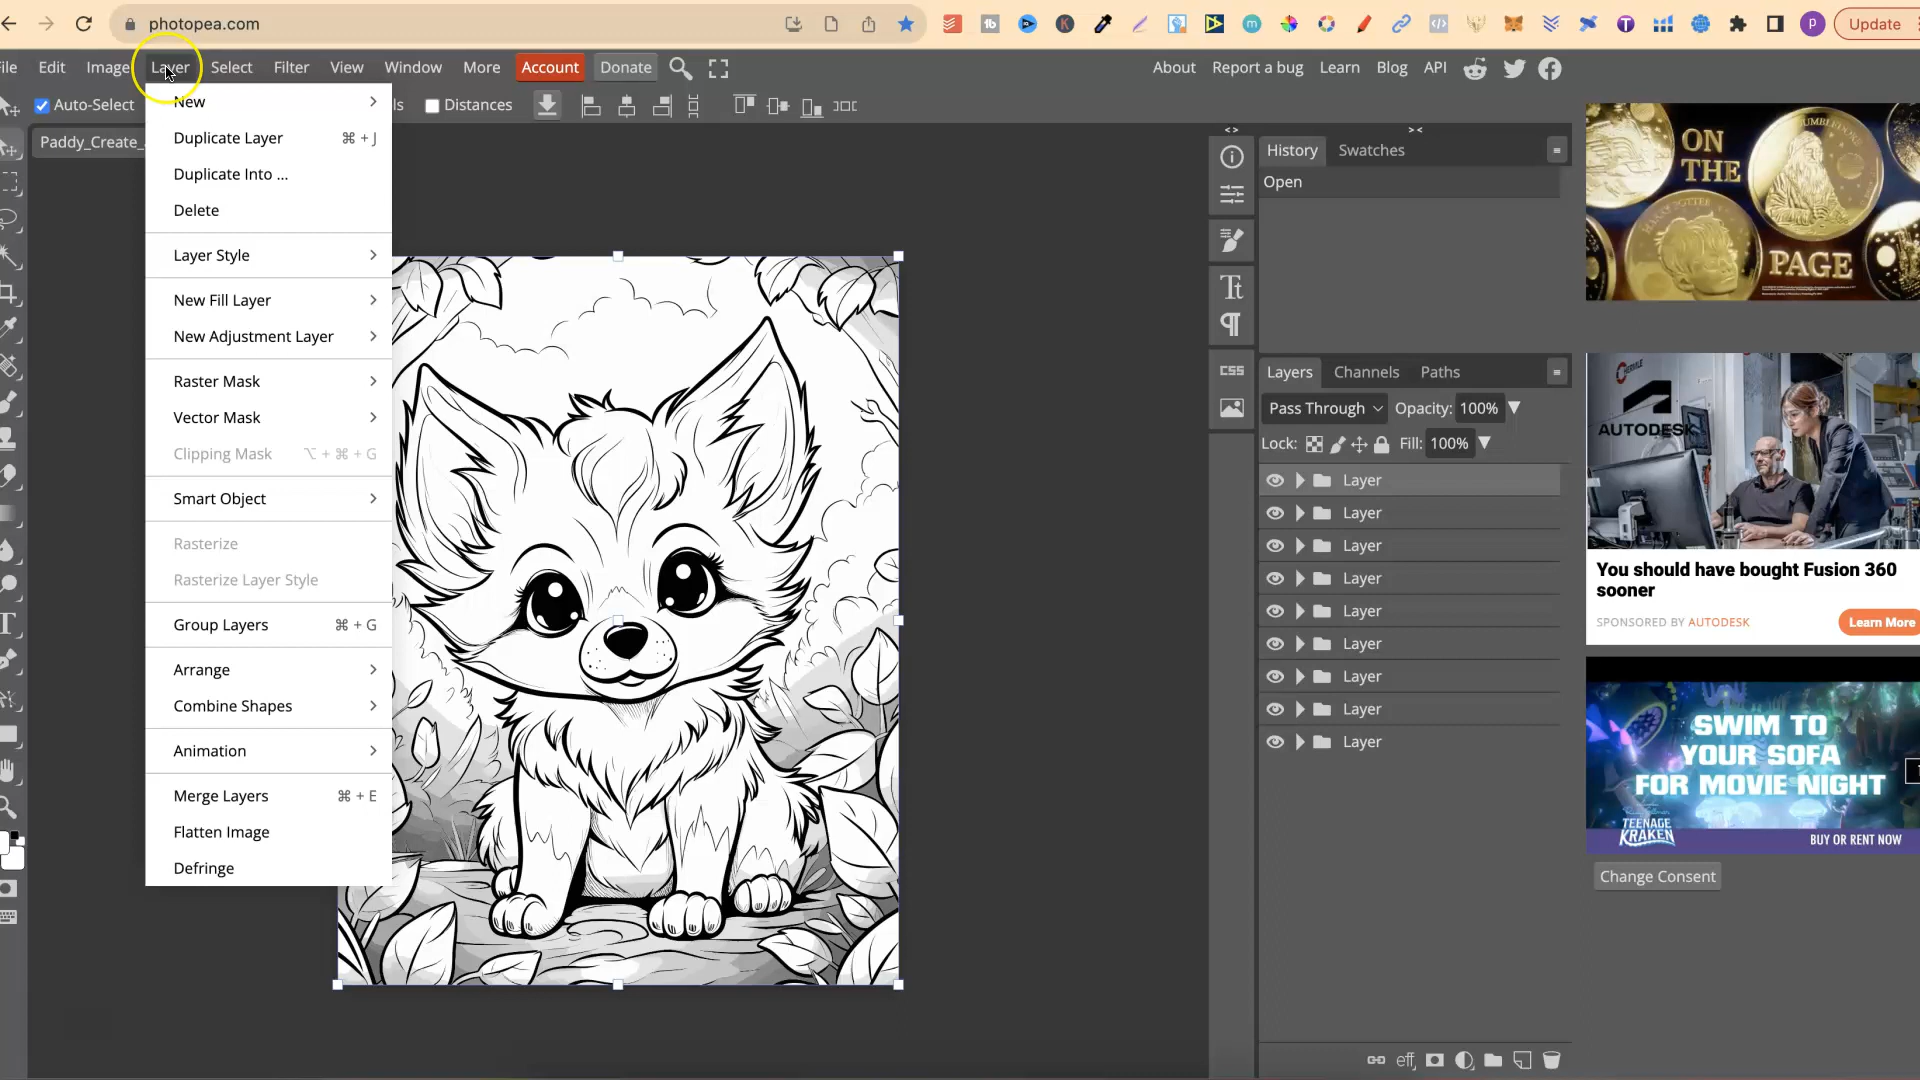 photopea.com
Update
File Edit Image Layer Select Filter View Window More Account Donate
About Report a bug Learn Blog API
Auto-Select
Distances
Paddy_Create_
New
Duplicate Layer ⌘ + J
Duplicate Into ...
Delete
Layer Style
New Fill Layer
New Adjustment Layer
Raster Mask
Vector Mask
Clipping Mask ⌥ + ⌘ + G
Smart Object
Rasterize
Rasterize Layer Style
Group Layers ⌘ + G
Arrange
Combine Shapes
Animation
Merge Layers ⌘ + E
Flatten Image
Defringe
CSS
History Swatches
Open
Layers Channels Paths
Pass Through Opacity: 100%
Lock: Fill: 100%
Layer
Layer
Layer
Layer
Layer
Layer
Layer
Layer
Layer
eff
ON
THE
PAGE
AUTODESK
You should have bought Fusion 360
sooner
SPONSORED BY AUTODESK
Learn More
SWIM TO
YOUR SOFA
FOR MOVIE NIGHT
TEENAGE
KRAKEN
BUY OR RENT NOW
Change Consent